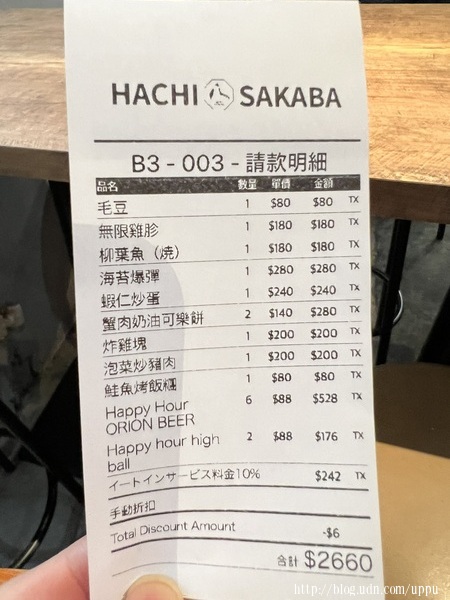 HACHI SAKABA
B3 - 003 - 請款明細
品名 數量 單價 金額
毛豆 1 $80 $80 TX
無限雞胗 1 $180 $180 TX
柳葉魚（燒） 1 $180 $180 TX
海苔爆彈 1 $280 $280 TX
蝦仁炒蛋 1 $240 $240 TX
蟹肉奶油可樂餅 2 $140 $280 TX
炸雞塊 1 $200 $200 TX
泡菜炒豬肉 1 $200 $200 TX
鮭魚烤飯糰 1 $80 $80 TX
Happy Hour 6 $88 $528 TX
ORION BEER
Happy hour high 2 $88 $176 TX
ball
イートインサービス料金10% $242 TX
手動折扣
Total Discount Amount -$6
合計 $2660
http://blog.udn.com/uppu